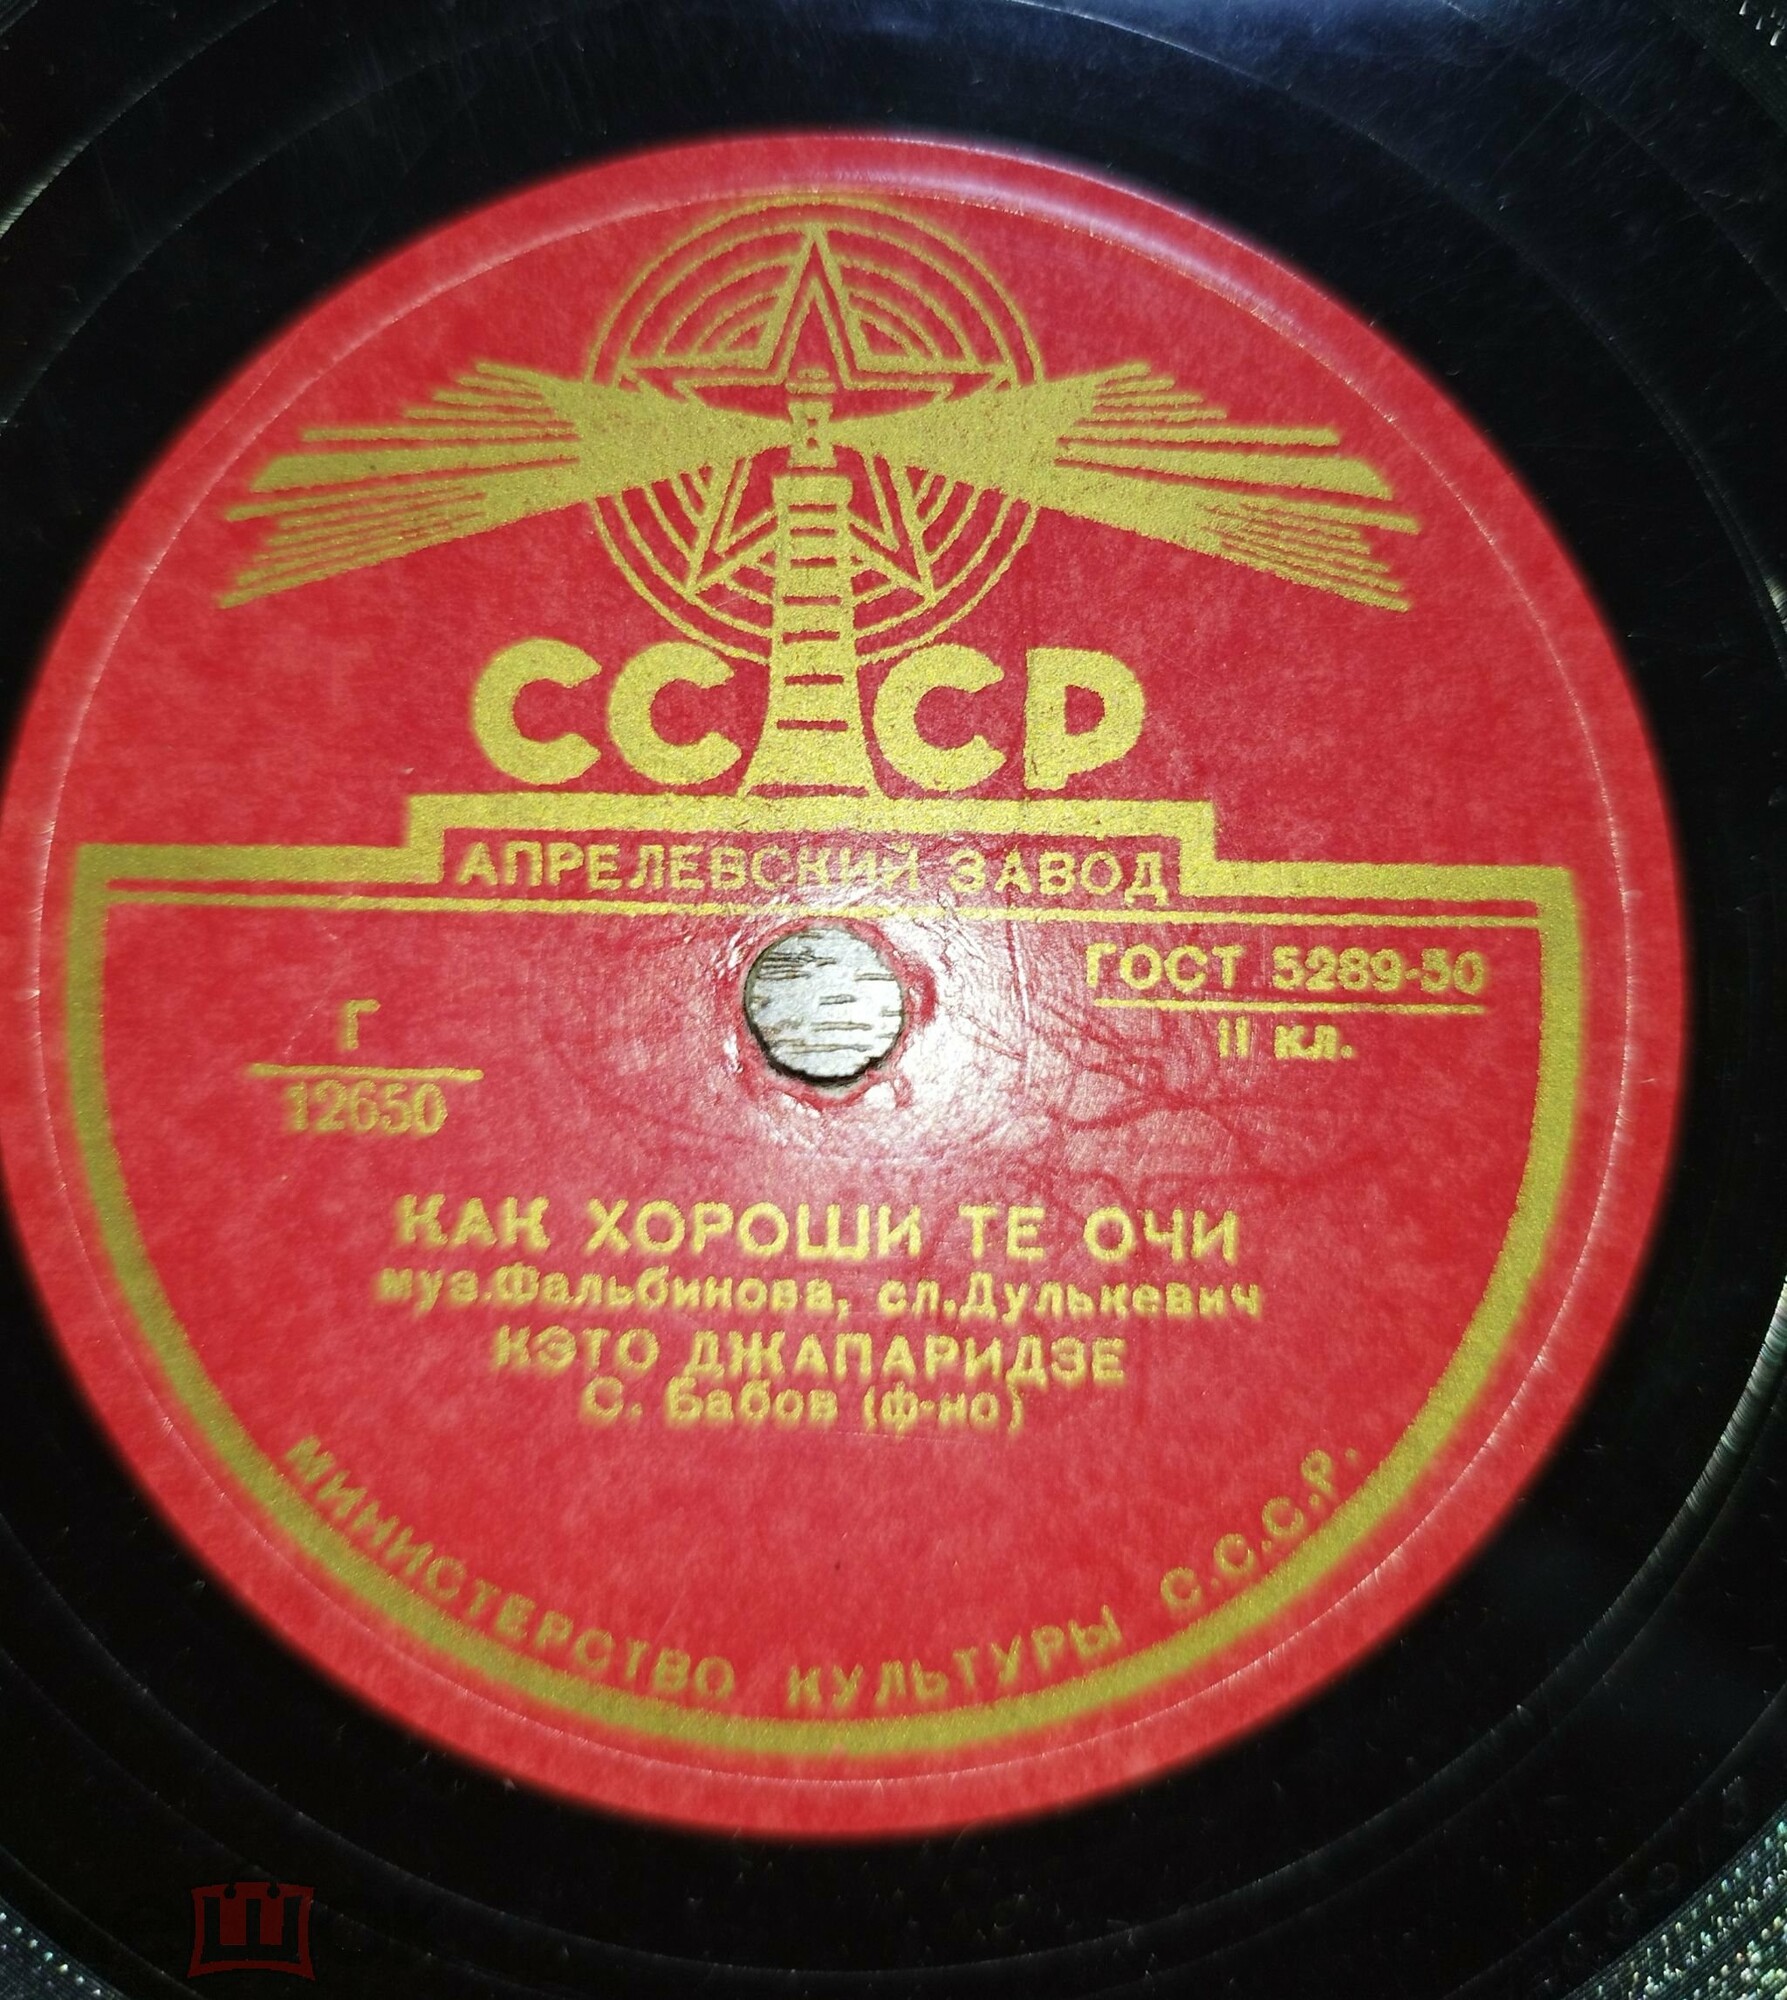 СССР
АПРЕЛЕВСКИЙ ЗАВОД
ГОСТ 5289-50
II кл.
Г
12650
КАК ХОРОШИ ТЕ ОЧИ
муз.Фальбинова, сл.Дулькевич
КЭТО ДЖАПАРИДЗЕ
С. Бабов (ф-но)
МИНИСТЕРСТВО КУЛЬТУРЫ С.С.С.Р.